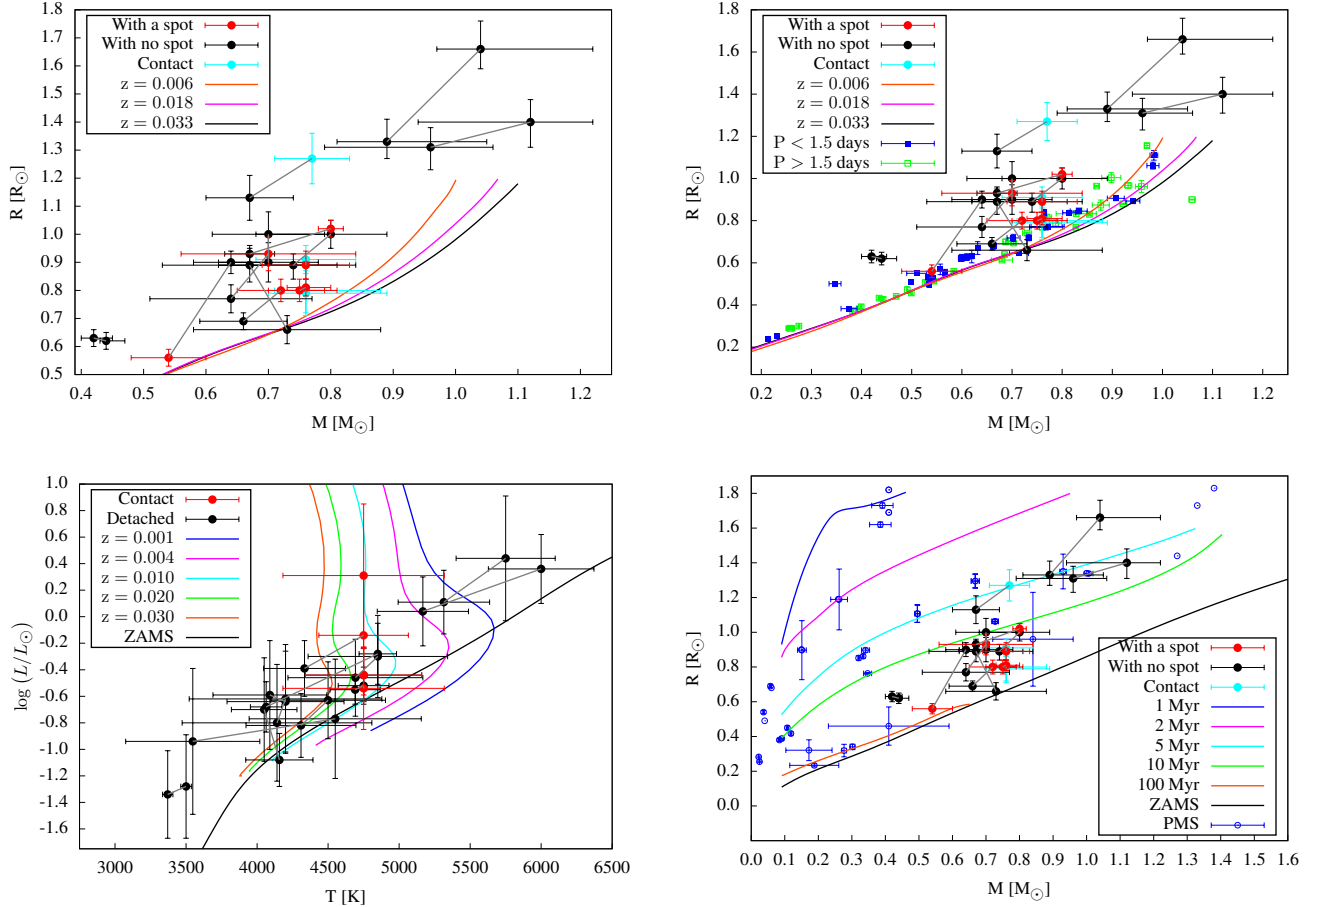 1.8
1.7
1.6
1.5
1.4
1.3
1.2
1.1
1.0
0.9
0.8
0.7
0.6
0.5
R [R☉]
0.4 0.5 0.6 0.7 0.8 0.9 1.0 1.1 1.2
M [M☉]
With a spot
With no spot
Contact
z = 0.006
z = 0.018
z = 0.033
1.8
1.6
1.4
1.2
1.0
0.8
0.6
0.4
0.2
R [R☉]
0.2 0.3 0.4 0.5 0.6 0.7 0.8 0.9 1.0 1.1 1.2
M [M☉]
With a spot
With no spot
Contact
z = 0.006
z = 0.018
z = 0.033
P < 1.5 days
P > 1.5 days
1.0
0.8
0.6
0.4
0.2
0.0
-0.2
-0.4
-0.6
-0.8
-1.0
-1.2
-1.4
-1.6
log (L/L☉)
3000 3500 4000 4500 5000 5500 6000 6500
T [K]
Contact
Detached
z = 0.001
z = 0.004
z = 0.010
z = 0.020
z = 0.030
ZAMS
1.8
1.6
1.4
1.2
1.0
0.8
0.6
0.4
0.2
0.0
R [R☉]
0.0 0.1 0.2 0.3 0.4 0.5 0.6 0.7 0.8 0.9 1.0 1.1 1.2 1.3 1.4 1.5 1.6
M [M☉]
With a spot
With no spot
Contact
1 Myr
2 Myr
5 Myr
10 Myr
100 Myr
ZAMS
PMS